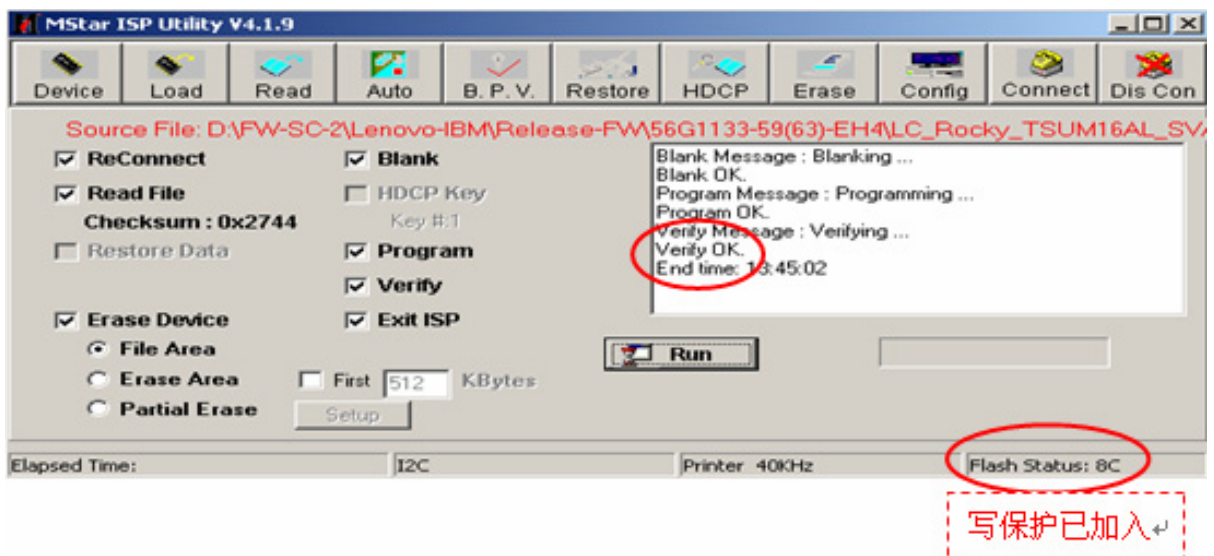 MStar ISP Utility V4.1.9
Device Load Read Auto B. P. V. Restore HDCP Erase Config Connect Dis Con
Source File: D:\FW-SC-2\Lenovo-IBM\Release-FW\56G1133-59(63)-EH4\LC_Rocky_TSUM16AL_SV
ReConnect
Blank
Read File
HDCP Key
Checksum : 0x2744
Key #:1
Restore Data
Program
Verify
Erase Device
Exit ISP
File Area
Erase Area
First 512 KBytes
Partial Erase
Setup
Blank Message : Blanking ...
Blank OK.
Program Message : Programming ...
Program OK.
Verify Message : Verifying ...
Verify OK.
End time: 13:45:02
Run
Elapsed Time: I2C Printer 40KHz Flash Status: 8C
写保护已加入